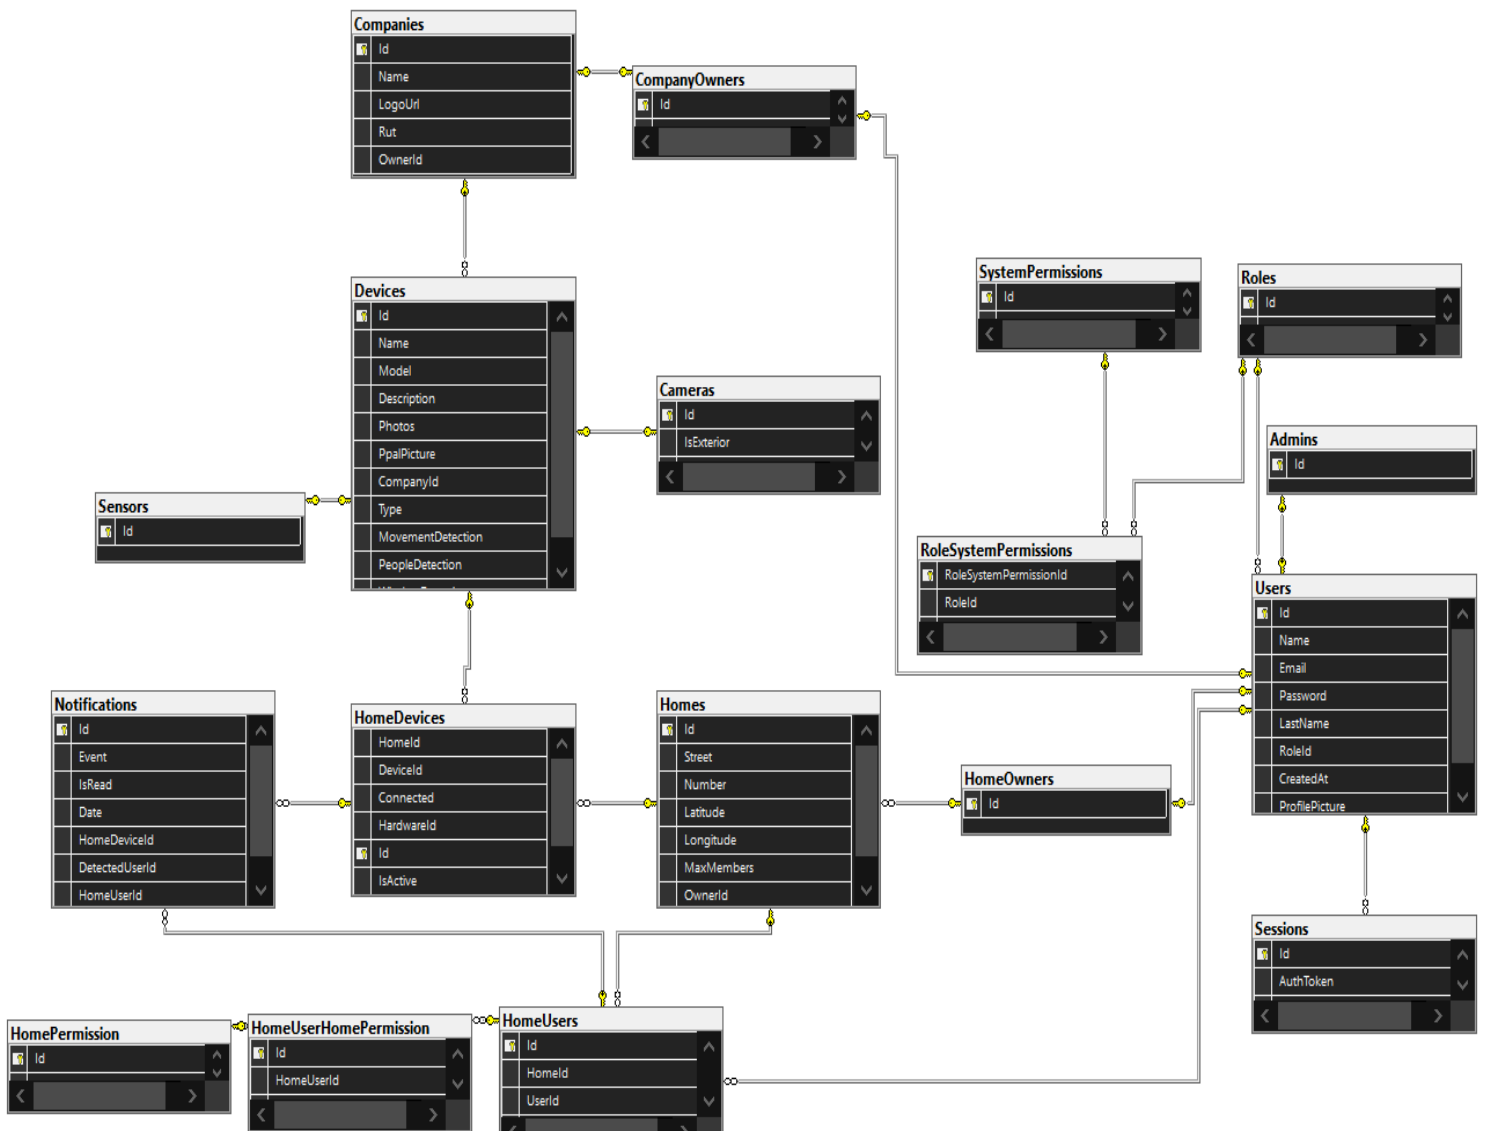 Companies
Id
Name
LogoUrl
Rut
OwnerId
CompanyOwners
Id
Devices
Id
Name
Model
Description
Photos
PpalPicture
CompanyId
Type
MovementDetection
PeopleDetection
Cameras
Id
IsExterior
Sensors
Id
SystemPermissions
Id
Roles
Id
Admins
Id
RoleSystemPermissions
RoleSystemPermissionId
RoleId
Users
Id
Name
Email
Password
LastName
RoleId
CreatedAt
ProfilePicture
Notifications
Id
Event
IsRead
Date
HomeDeviceId
DetectedUserId
HomeUserId
HomeDevices
HomeId
DeviceId
Connected
HardwareId
Id
IsActive
Homes
Id
Street
Number
Latitude
Longitude
MaxMembers
OwnerId
HomeOwners
Id
Sessions
Id
AuthToken
HomePermission
Id
HomeUserHomePermission
Id
HomeUserId
HomeUsers
Id
HomeId
UserId